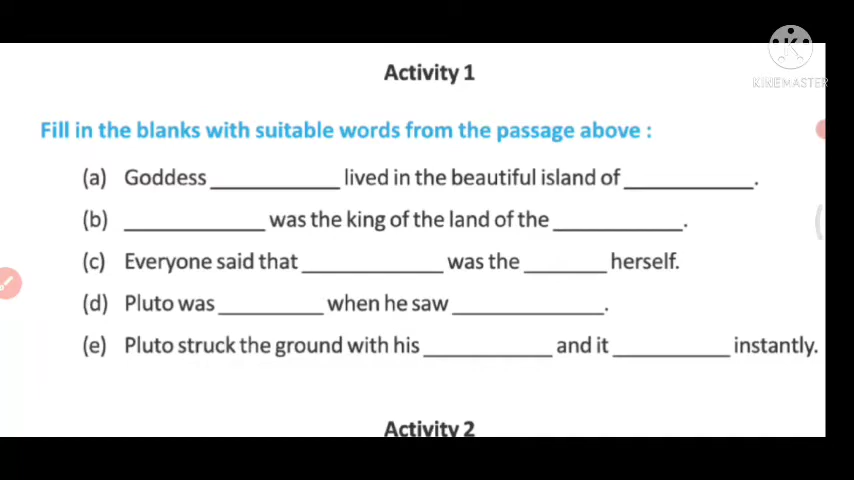 KINEMASTER
Activity 1
Fill in the blanks with suitable words from the passage above :
(a) Goddess ____________ lived in the beautiful island of ____________.
(b) ____________ was the king of the land of the ____________.
(c) Everyone said that ____________ was the ________ herself.
(d) Pluto was __________ when he saw ______________.
(e) Pluto struck the ground with his ____________ and it ___________ instantly.
Activity 2